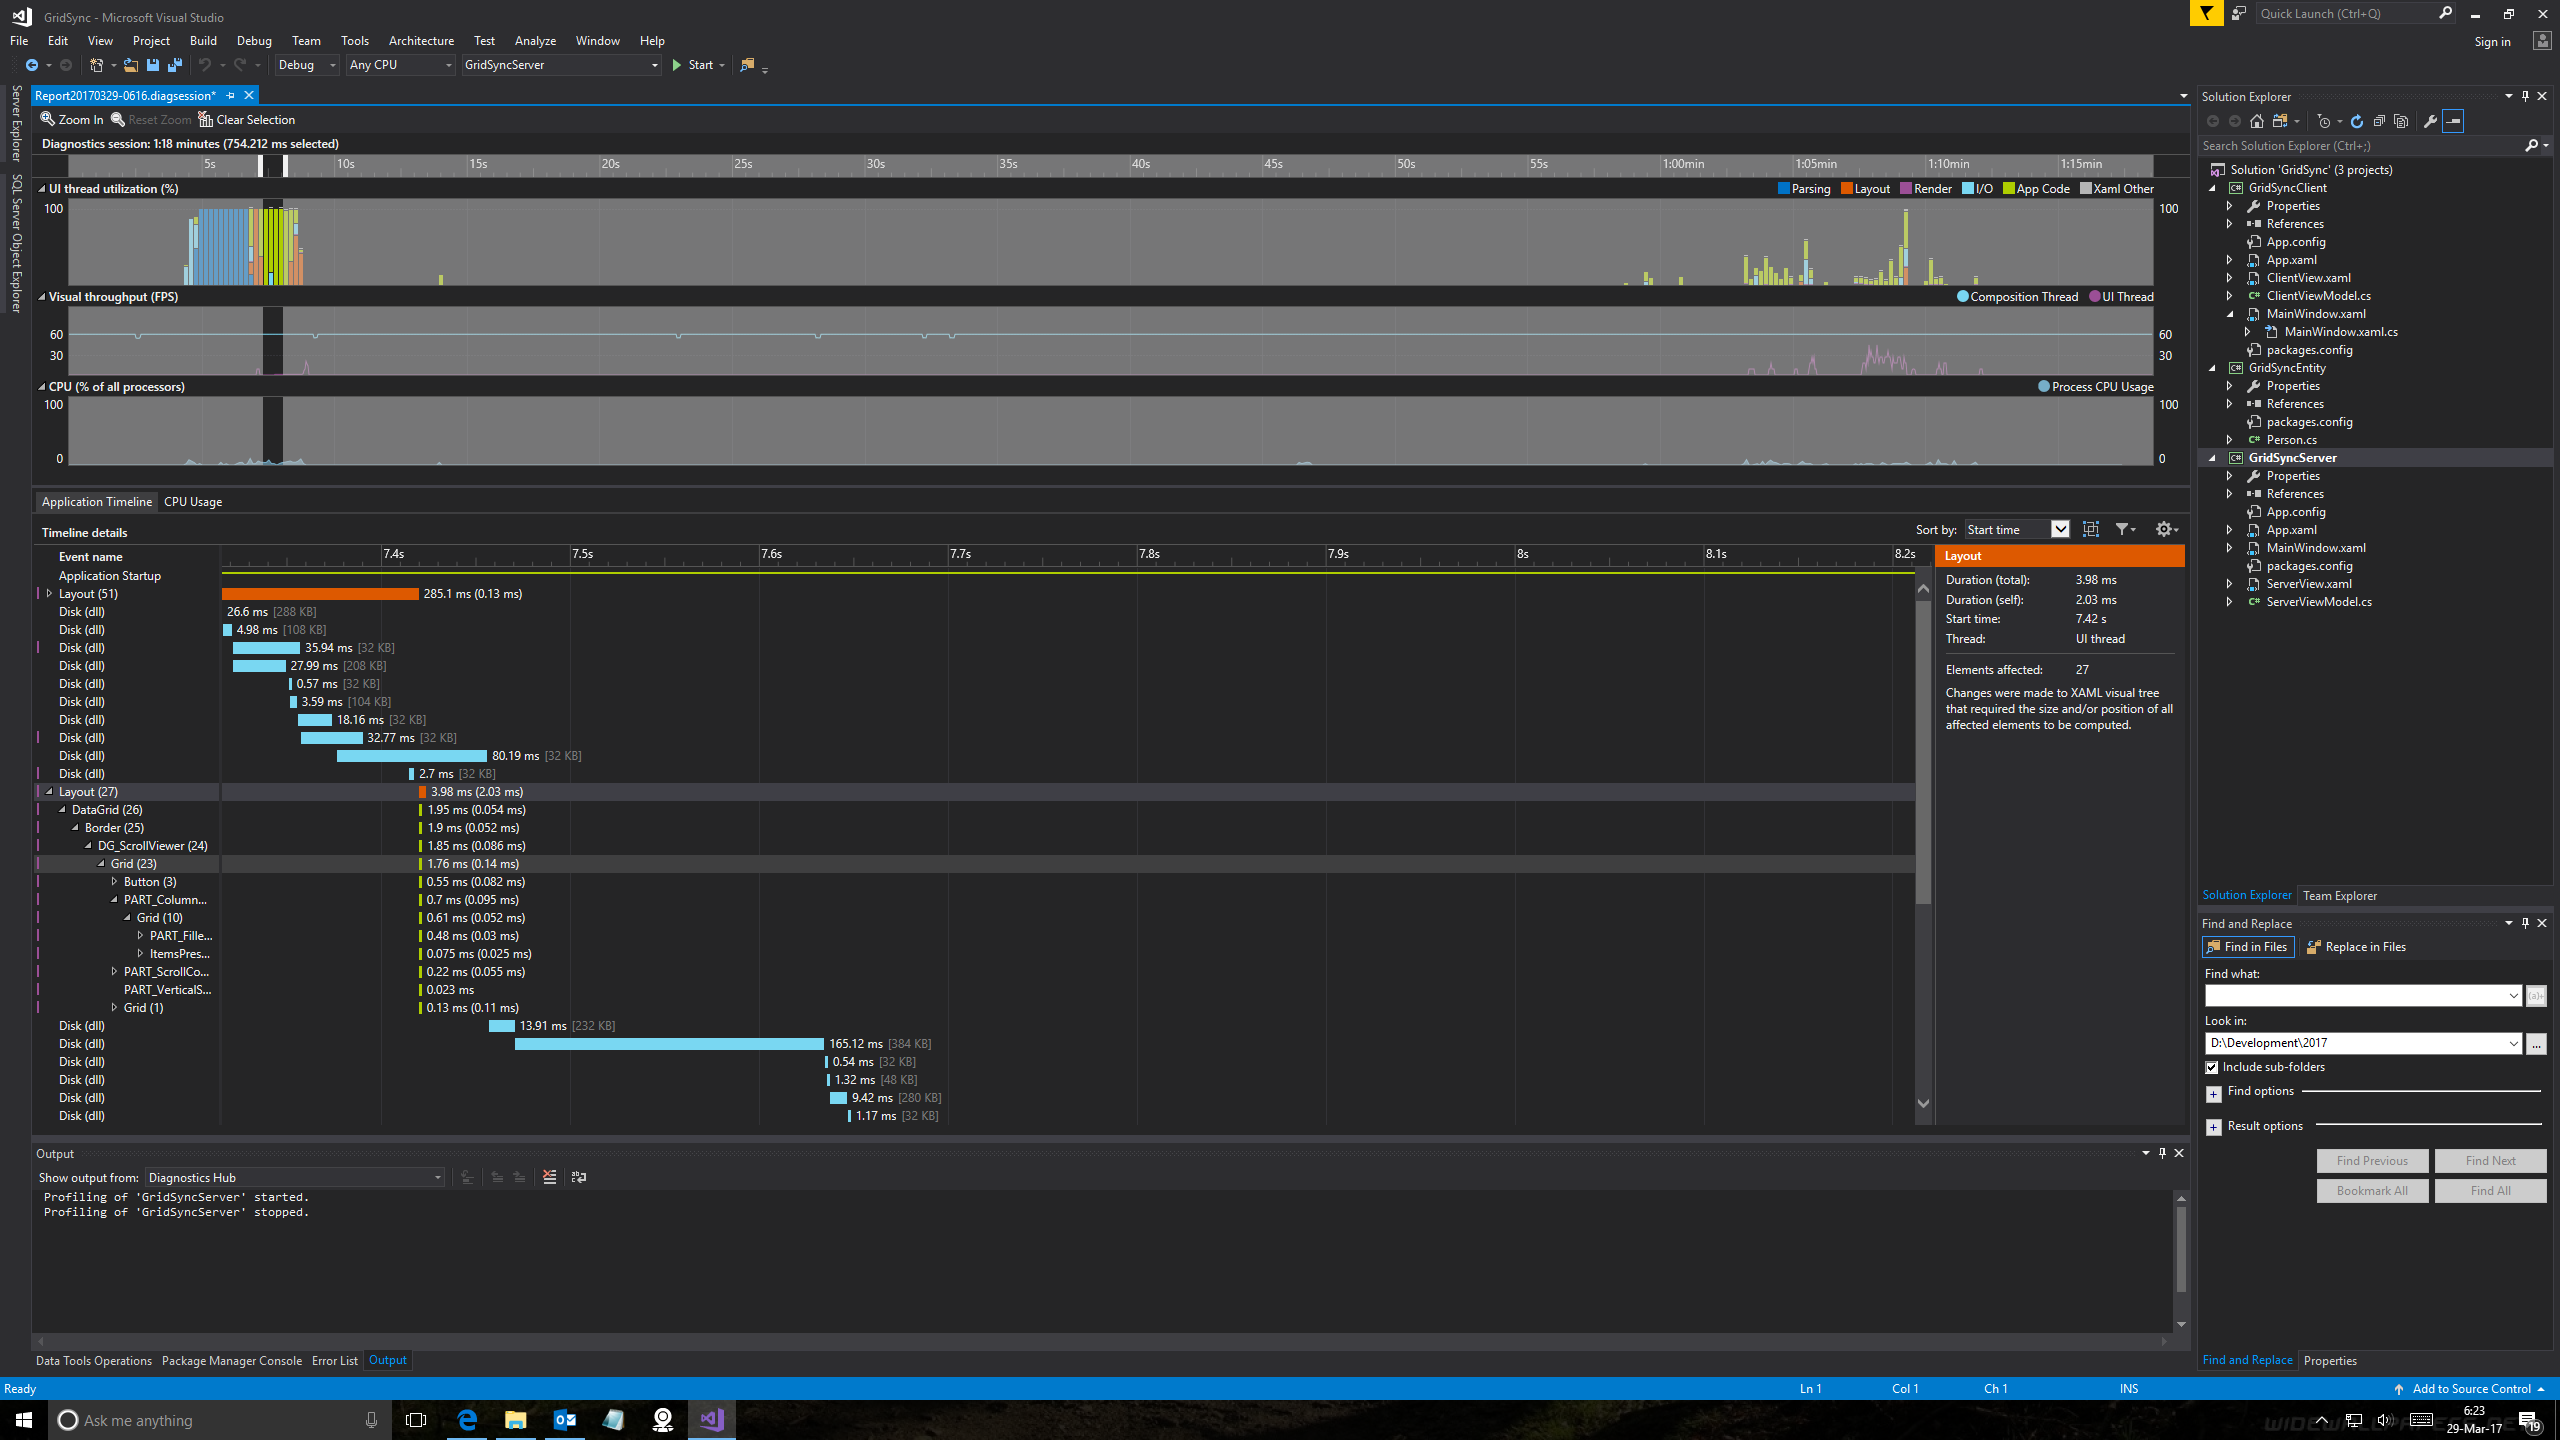 GridSync - Microsoft Visual Studio
Quick Launch (Ctrl+Q)
File Edit View Project Build Debug Team Tools Architecture Test Analyze Window Help
Sign in
Debug Any CPU GridSyncServer Start
Server Explorer
SQL Server Object Explorer
Report20170329-0616.diagsession*
Zoom In Reset Zoom Clear Selection
Diagnostics session: 1:18 minutes (754.212 ms selected)
5s 10s 15s 20s 25s 30s 35s 40s 45s 50s 55s 1:00min 1:05min 1:10min 1:15min
UI thread utilization (%)
Parsing Layout Render I/O App Code Xaml Other
100 100
Visual throughput (FPS)
Composition Thread UI Thread
60 60
30 30
CPU (% of all processors)
Process CPU Usage
100 100
0 0
Application Timeline CPU Usage
Timeline details
Sort by: Start time
Event name 7.4s 7.5s 7.6s 7.7s 7.8s 7.9s 8s 8.1s 8.2s
Application Startup
Layout (51) 285.1 ms (0.13 ms)
Disk (dll) 26.6 ms [288 KB]
Disk (dll) 4.98 ms [108 KB]
Disk (dll) 35.94 ms [32 KB]
Disk (dll) 27.99 ms [208 KB]
Disk (dll) 0.57 ms [32 KB]
Disk (dll) 3.59 ms [104 KB]
Disk (dll) 18.16 ms [32 KB]
Disk (dll) 32.77 ms [32 KB]
Disk (dll) 80.19 ms [32 KB]
Disk (dll) 2.7 ms [32 KB]
Layout (27) 3.98 ms (2.03 ms)
DataGrid (26) 1.95 ms (0.054 ms)
Border (25) 1.9 ms (0.052 ms)
DG_ScrollViewer (24) 1.85 ms (0.086 ms)
Grid (23) 1.76 ms (0.14 ms)
Button (3) 0.55 ms (0.082 ms)
PART_Column... 0.7 ms (0.095 ms)
Grid (10) 0.61 ms (0.052 ms)
PART_Fille... 0.48 ms (0.03 ms)
ItemsPres... 0.075 ms (0.025 ms)
PART_ScrollCo... 0.22 ms (0.055 ms)
PART_VerticalS... 0.023 ms
Grid (1) 0.13 ms (0.11 ms)
Disk (dll) 13.91 ms [232 KB]
Disk (dll) 165.12 ms [384 KB]
Disk (dll) 0.54 ms [32 KB]
Disk (dll) 1.32 ms [48 KB]
Disk (dll) 9.42 ms [280 KB]
Disk (dll) 1.17 ms [32 KB]
Layout
Duration (total): 3.98 ms
Duration (self): 2.03 ms
Start time: 7.42 s
Thread: UI thread
Elements affected: 27
Changes were made to XAML visual tree
that required the size and/or position of all
affected elements to be computed.
Output
Show output from: Diagnostics Hub
Profiling of 'GridSyncServer' started.
Profiling of 'GridSyncServer' stopped.
Data Tools Operations Package Manager Console Error List Output
Solution Explorer
Search Solution Explorer (Ctrl+;)
Solution 'GridSync' (3 projects)
GridSyncClient
Properties
References
App.config
App.xaml
ClientView.xaml
ClientViewModel.cs
MainWindow.xaml
MainWindow.xaml.cs
packages.config
GridSyncEntity
Properties
References
packages.config
Person.cs
GridSyncServer
Properties
References
App.config
App.xaml
MainWindow.xaml
packages.config
ServerView.xaml
ServerViewModel.cs
Solution Explorer Team Explorer
Find and Replace
Find in Files Replace in Files
Find what:
(a)+
Look in:
D:\Development\2017 ...
Include sub-folders
Find options
Result options
Find Previous Find Next
Bookmark All Find All
Find and Replace Properties
Ready Ln 1 Col 1 Ch 1 INS Add to Source Control
Ask me anything
6:23
29-Mar-17
19